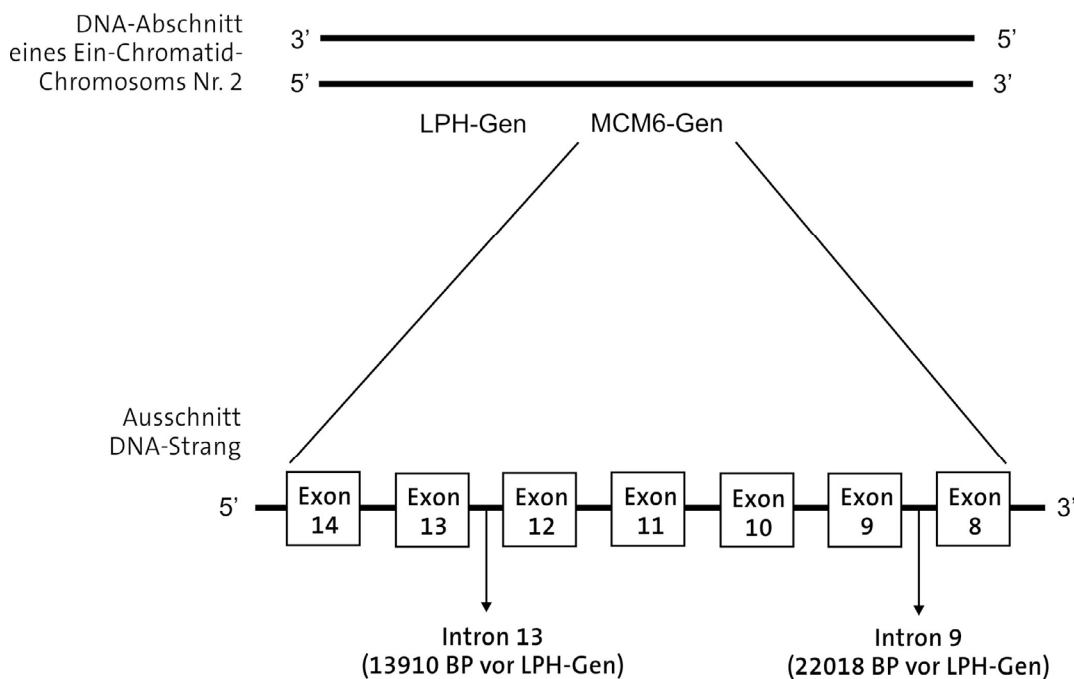 DNA-Abschnitt
eines Ein-Chromatid-
Chromosoms Nr. 2
3’ 5’
5’ 3’
LPH-Gen MCM6-Gen
Ausschnitt
DNA-Strang
5’ Exon Exon Exon Exon Exon Exon Exon 3’
14 13 12 11 10 9 8
Intron 13 Intron 9
(13910 BP vor LPH-Gen) (22018 BP vor LPH-Gen)